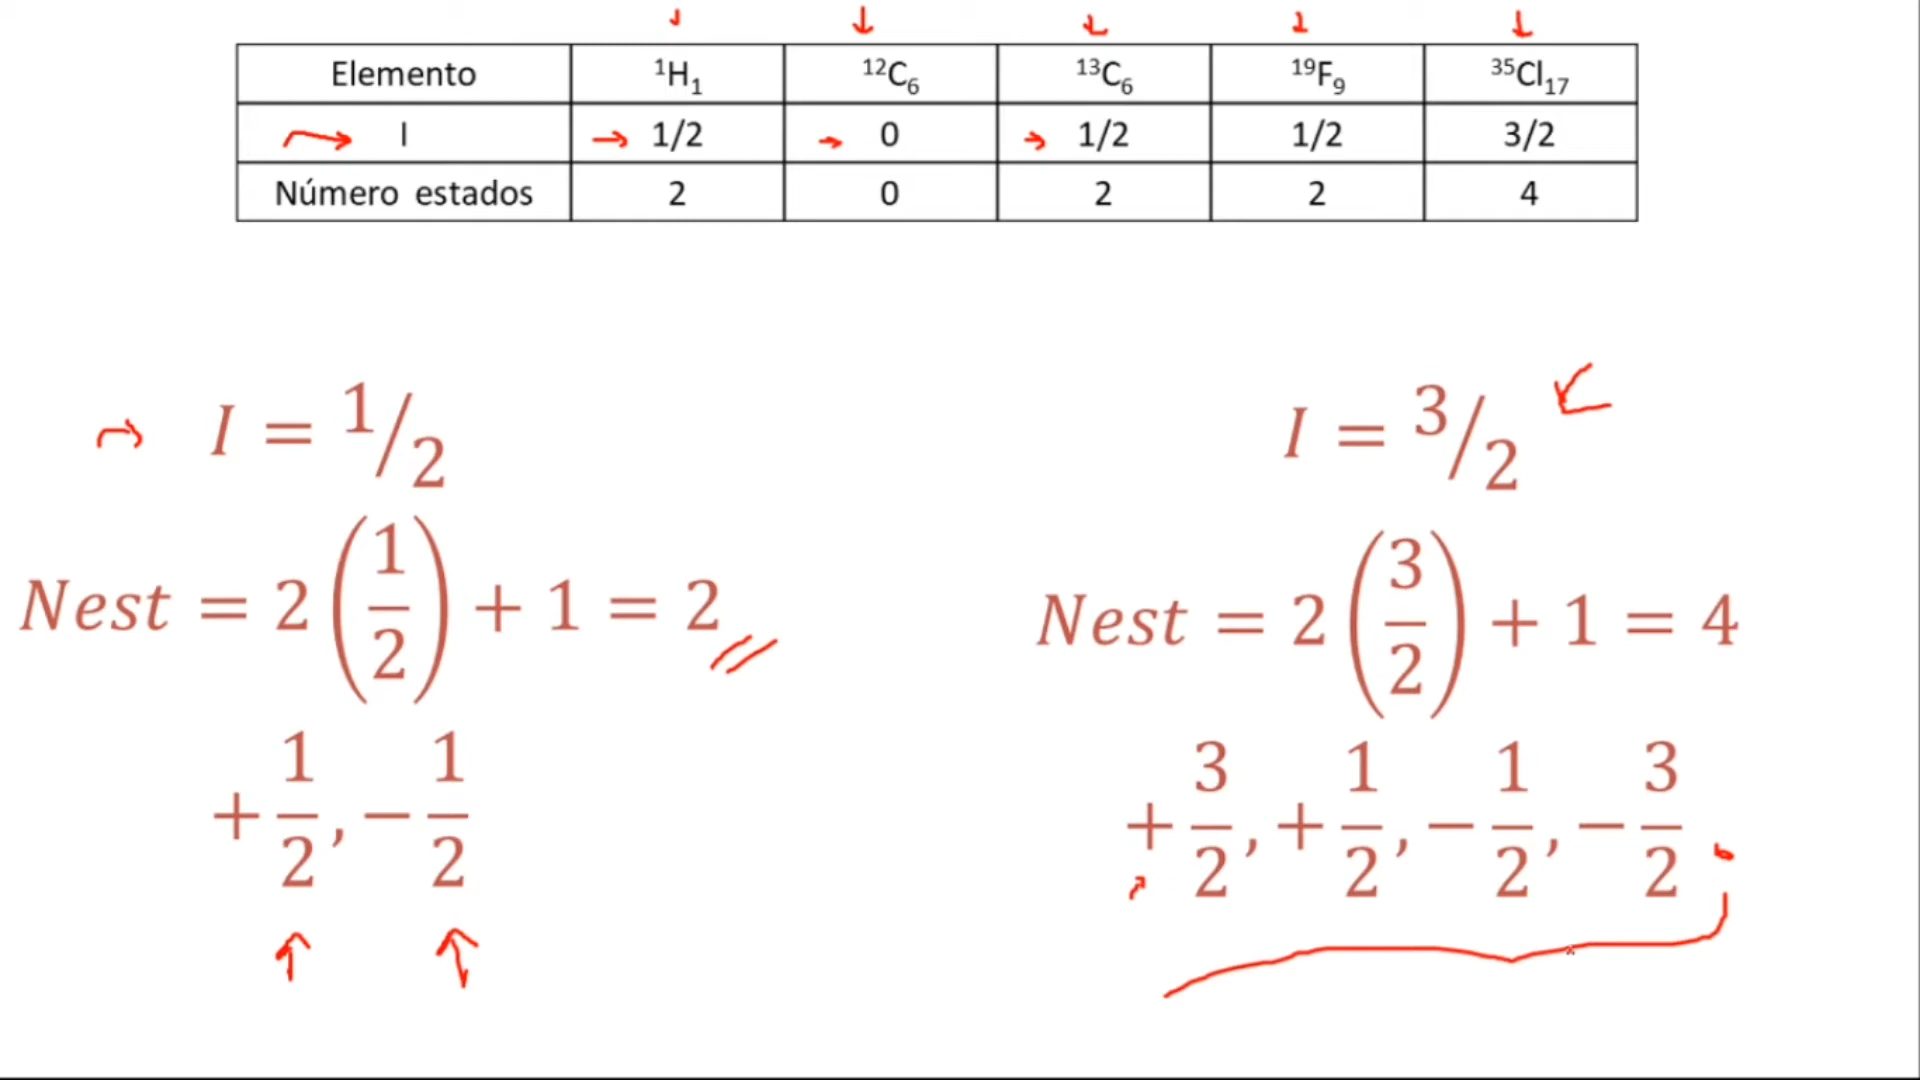 Elemento ¹H₁ ¹²C₆ ¹³C₆ ¹⁹F₉ ³⁵Cl₁₇
I 1/2 0 1/2 1/2 3/2
Número estados 2 0 2 2 4
I = 1/2
Nest = 2(1/2) + 1 = 2
+1/2, -1/2
I = 3/2
Nest = 2(3/2) + 1 = 4
+3/2, +1/2, -1/2, -3/2